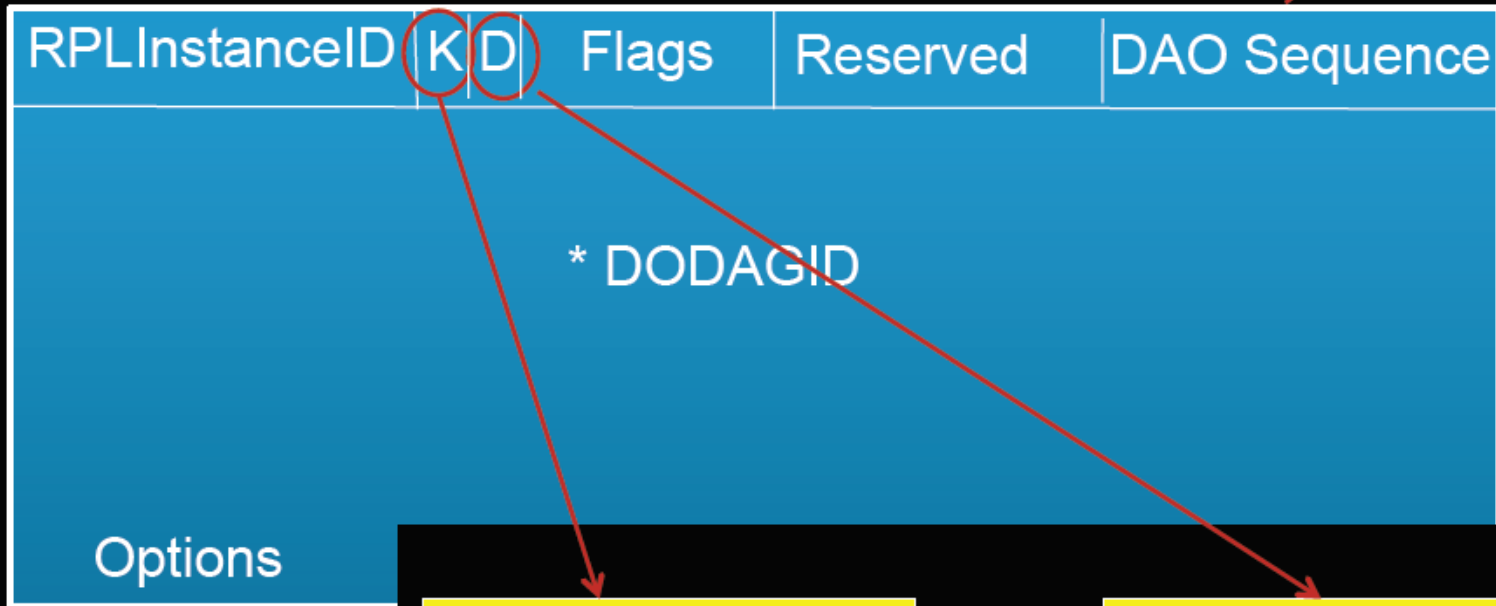 RPLInstanceID K D Flags Reserved DAO Sequence
* DODAGID
Options